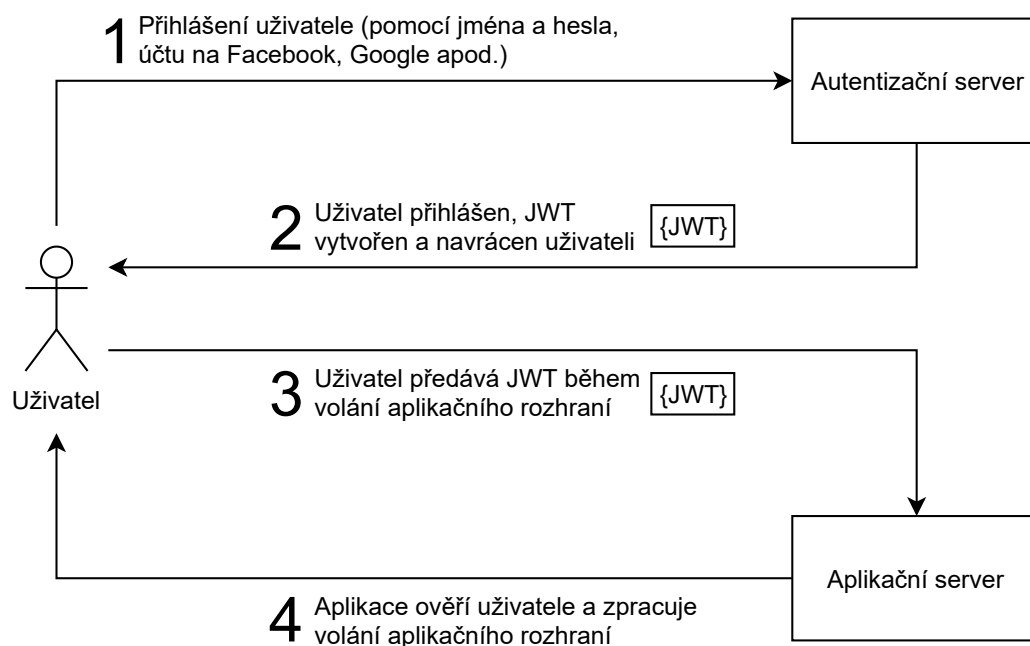 1
Přihlášení uživatele (pomocí jména a hesla,
účtu na Facebook, Google apod.)
Autentizační server
2
Uživatel přihlášen, JWT
vytvořen a navrácen uživateli
{JWT}
Uživatel
3
Uživatel předává JWT během
volání aplikačního rozhraní
{JWT}
Aplikační server
4
Aplikace ověří uživatele a zpracuje
volání aplikačního rozhraní